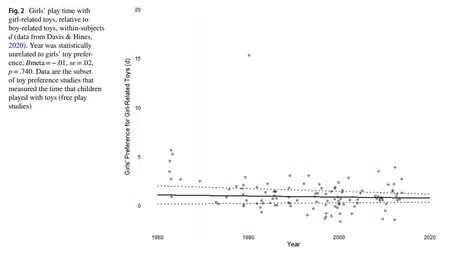 Fig. 2 Girls' play time with
girl-related toys, relative to
boy-related toys, within-subjects
d (data from Davis & Hines,
2020). Year was statistically
unrelated to girls' toy prefer-
ence, Bmeta = −.01, se = .02,
p = .740. Data are the subset
of toy preference studies that
measured the time that children
played with toys (free play
studies)
Girls' Preference for Girl-Related Toys (d)
20
15
10
5
0
1960
1980
2000
2020
Year